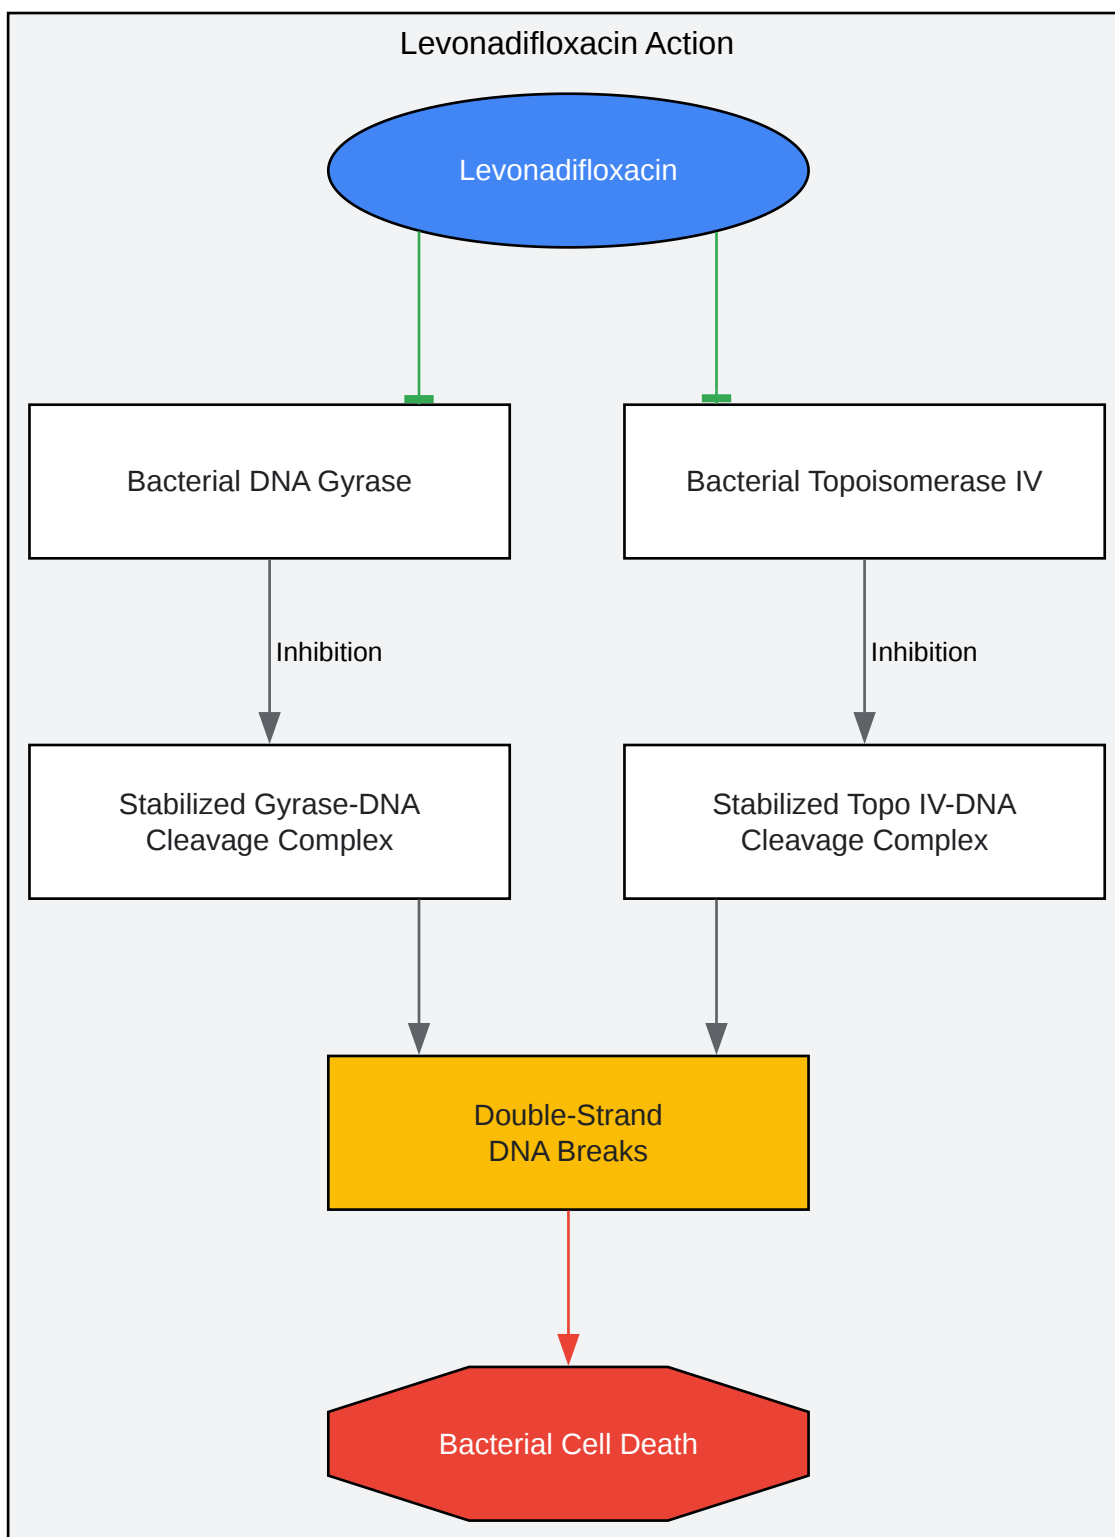 Levonadifloxacin Action
Levonadifloxacin
Bacterial DNA Gyrase
Bacterial Topoisomerase IV
Inhibition
Inhibition
Stabilized Gyrase-DNA
Cleavage Complex
Stabilized Topo IV-DNA
Cleavage Complex
Double-Strand
DNA Breaks
Bacterial Cell Death